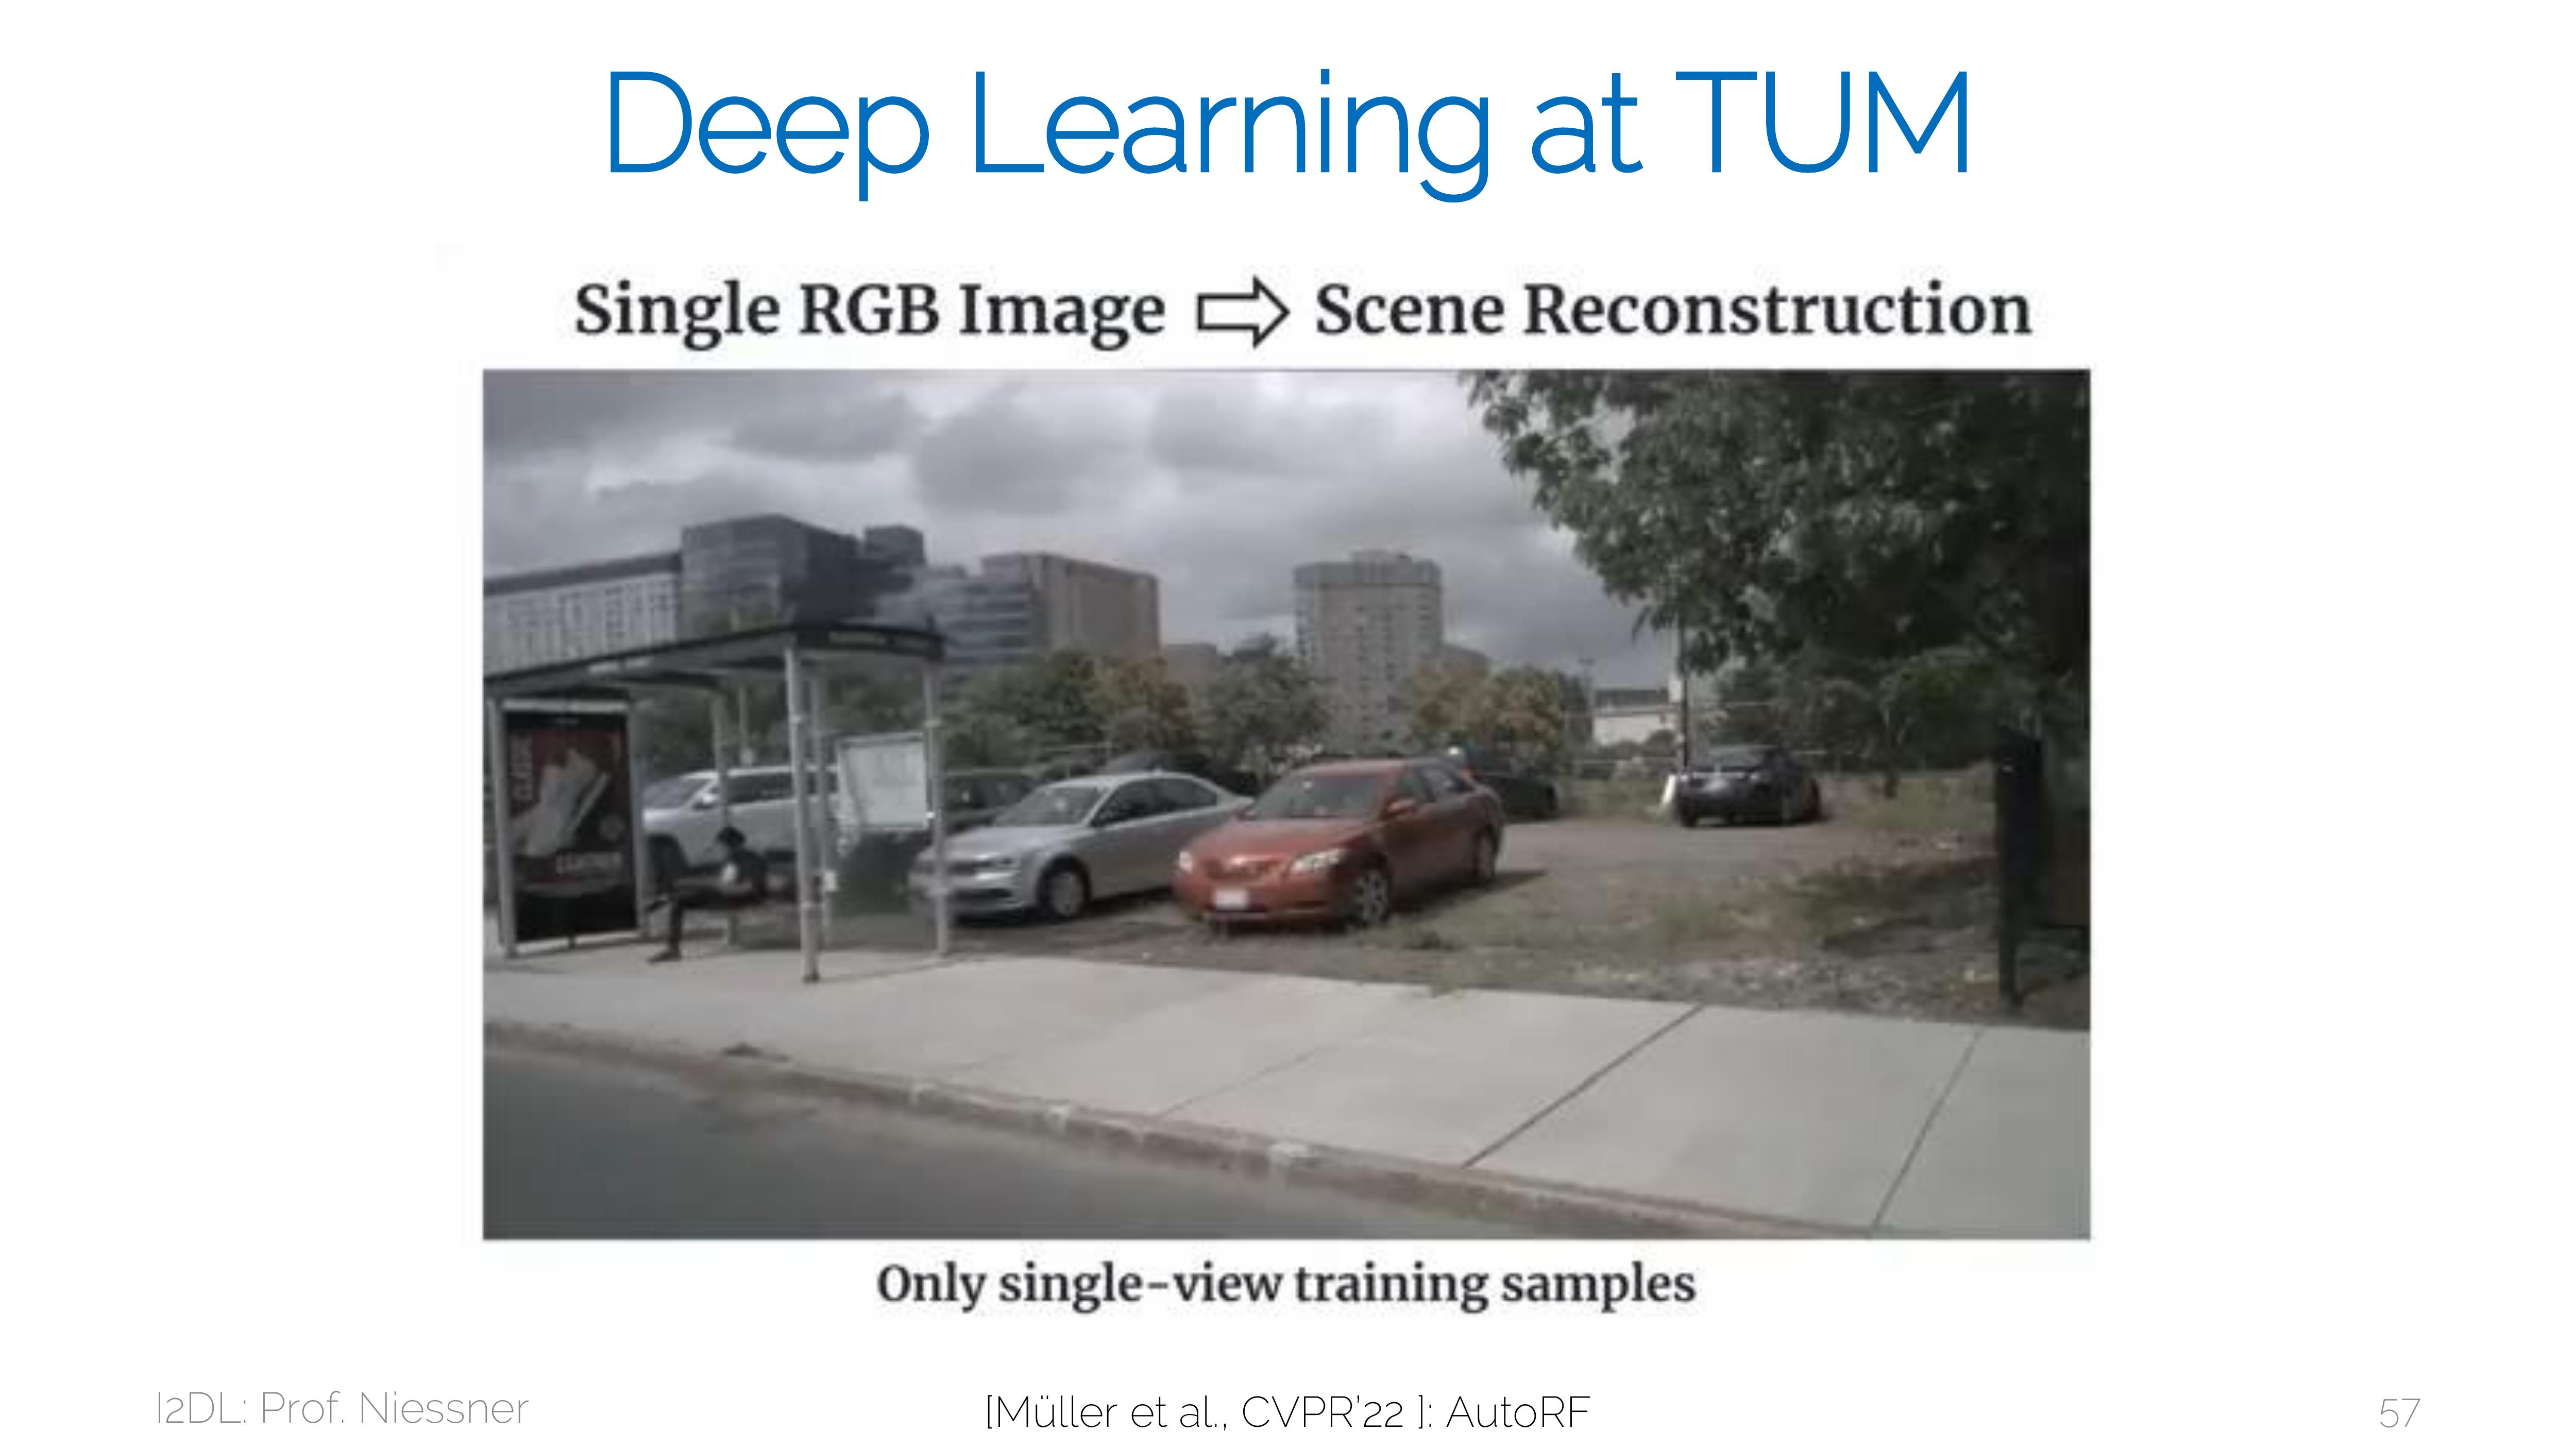 Deep Learning at TUM
Single RGB Image ⇨ Scene Reconstruction
Only single-view training samples
I2DL: Prof. Niessner
[Müller et al., CVPR'22 ]: AutoRF
57